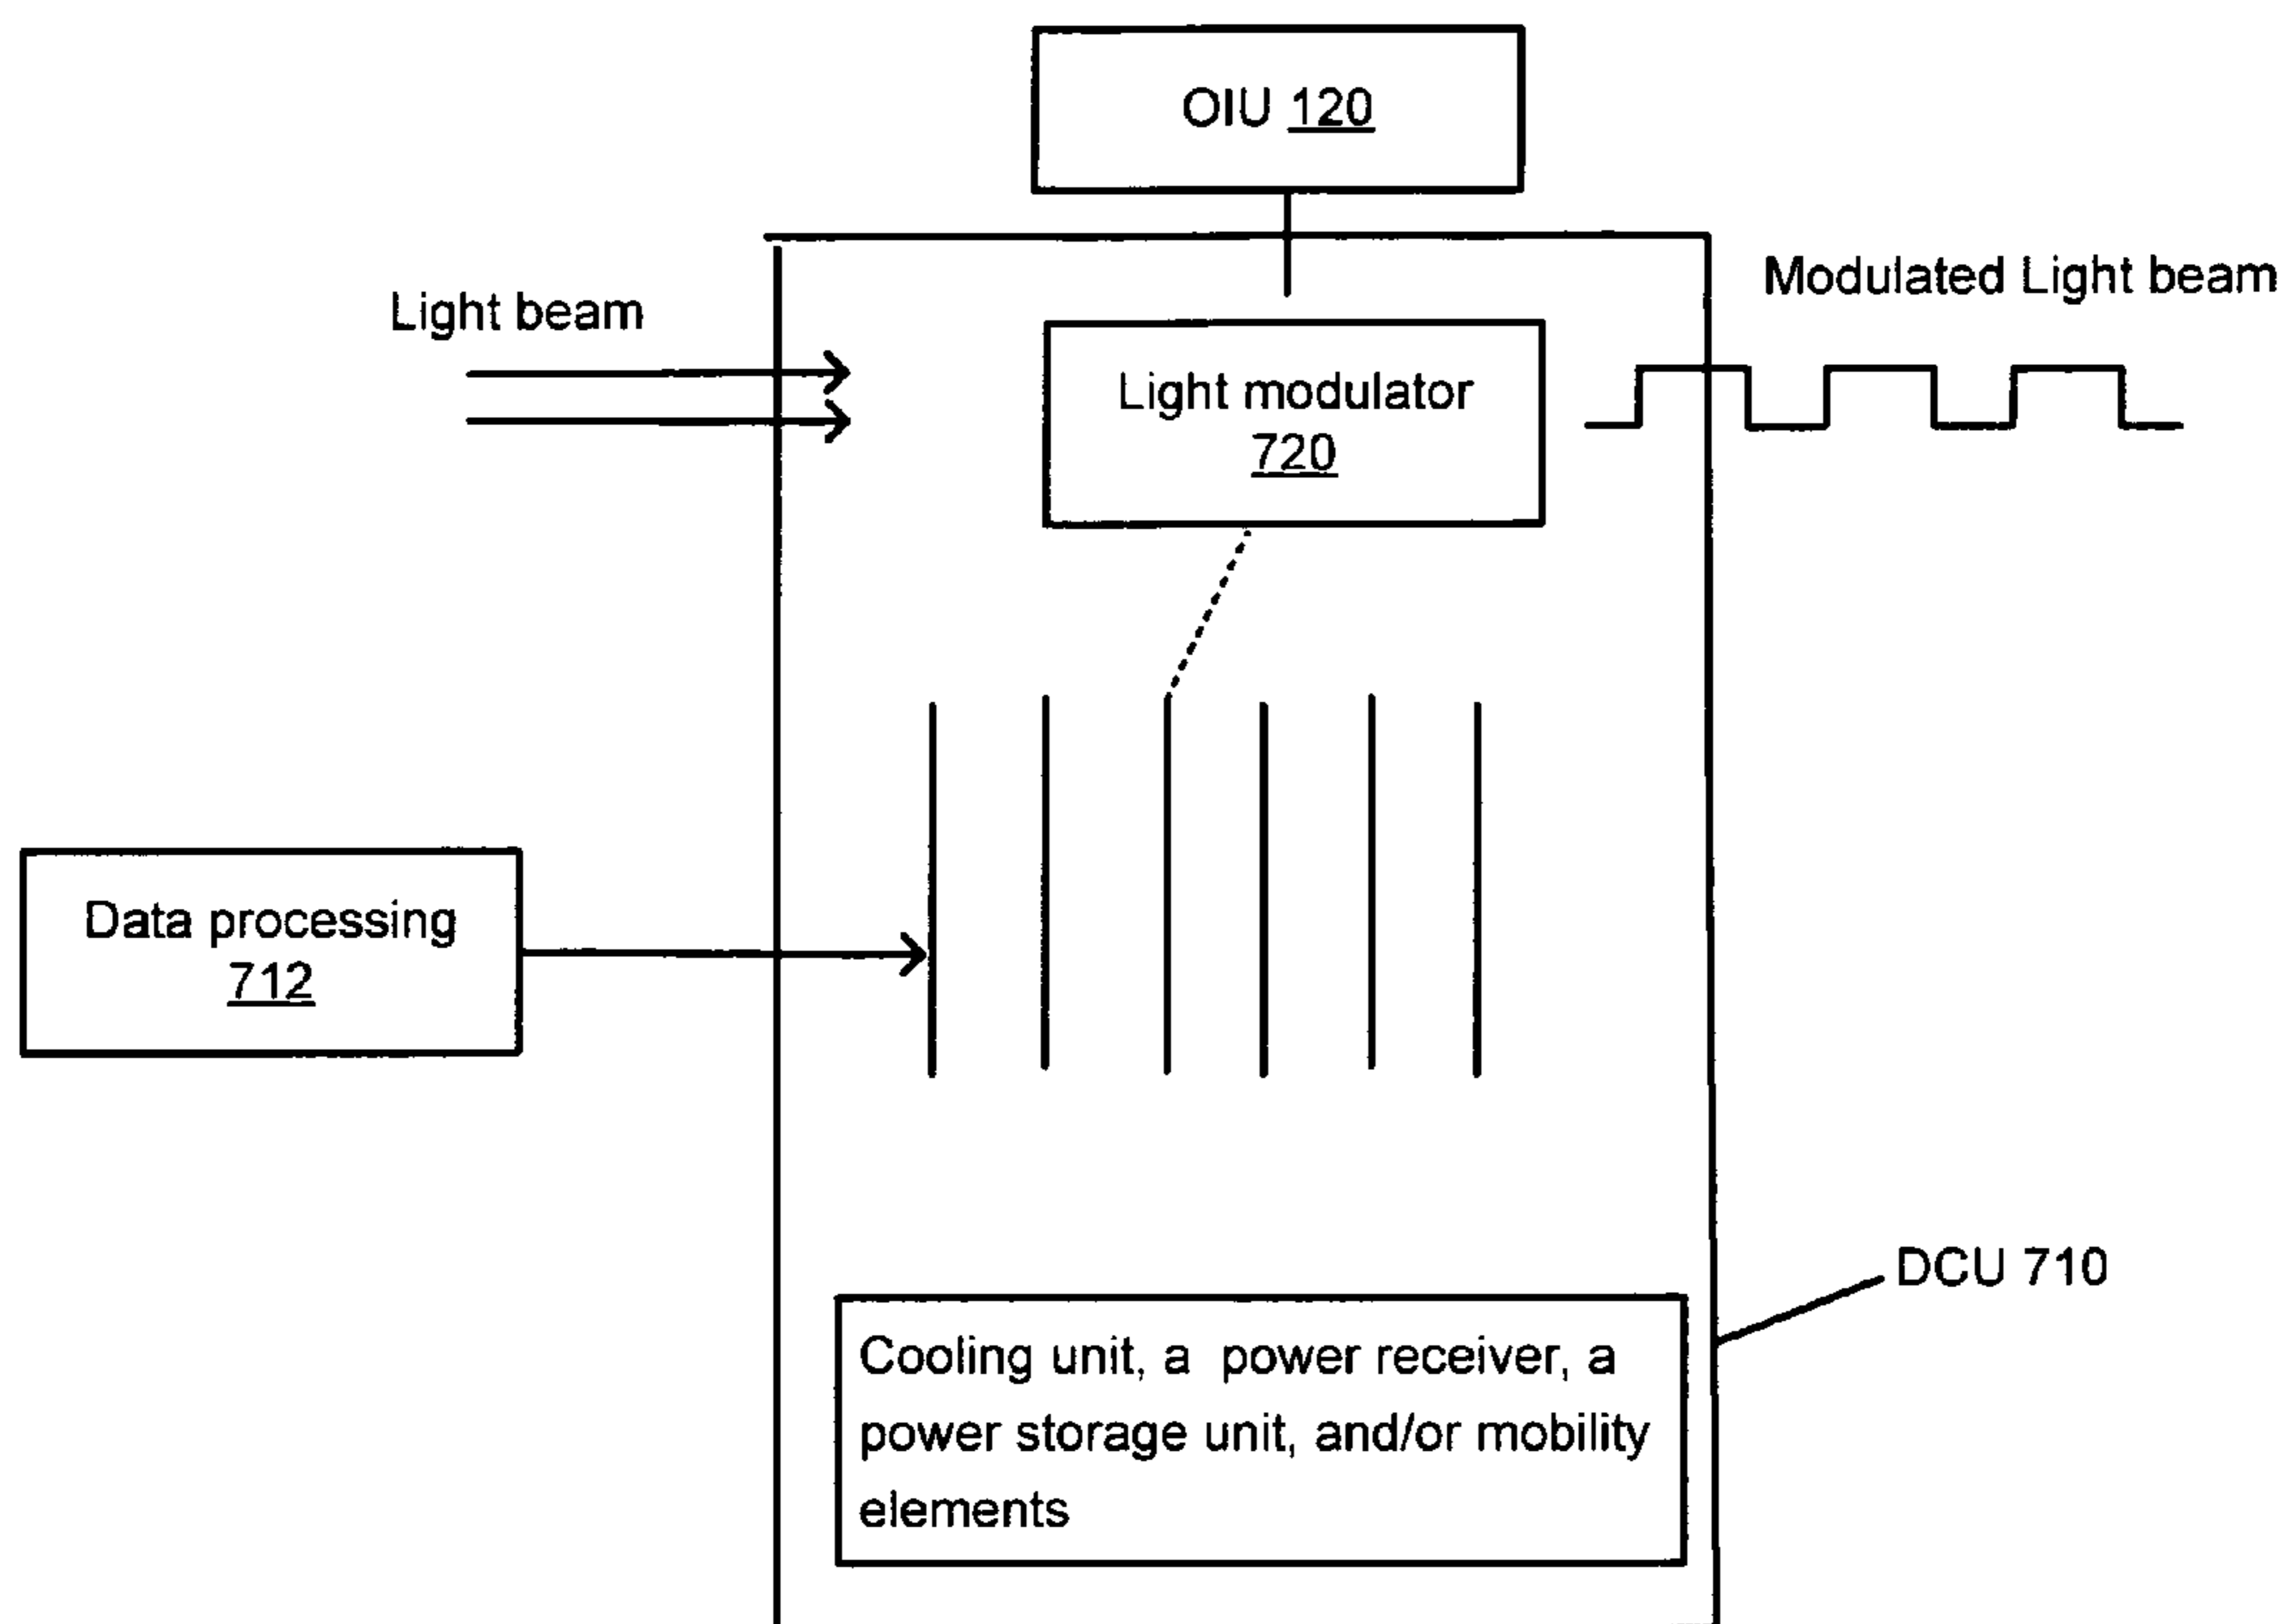 OIU 120
Light beam
Modulated Light beam
Light modulator
720
Data processing
712
DCU 710
Cooling unit, a power receiver, a
power storage unit, and/or mobility
elements